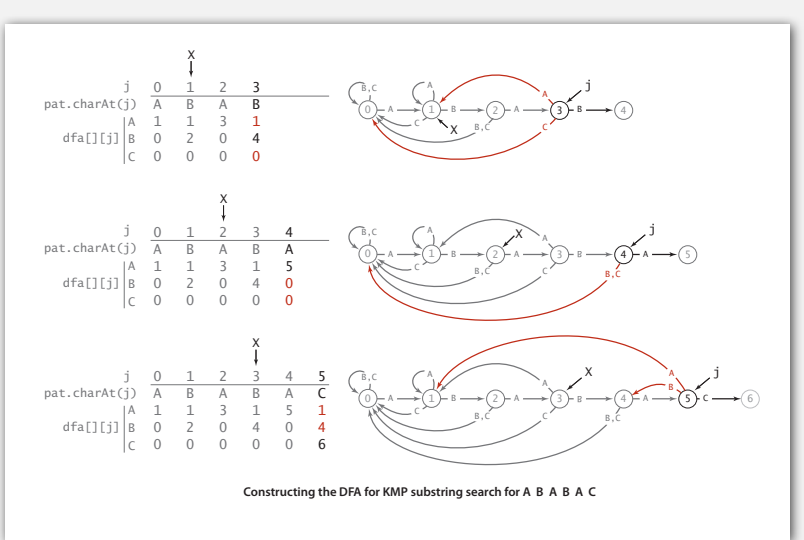 X
j 0 1 2 3
pat.charAt(j) A B A B
A 1 1 3 1
dfa[][j] B 0 2 0 4
C 0 0 0 0
B,C A A j
0 A 1 B 2 A 3 B 4
C X B,C C
X
j 0 1 2 3 4
pat.charAt(j) A B A B A
A 1 1 3 1 5
dfa[][j] B 0 2 0 4 0
C 0 0 0 0 0
B,C A X A j
0 A 1 B 2 A 3 B 4 A 5
C B,C C B,C
X
j 0 1 2 3 4 5
pat.charAt(j) A B A B A C
A 1 1 3 1 5 1
dfa[][j] B 0 2 0 4 0 4
C 0 0 0 0 0 6
B,C A A X A B j
0 A 1 B 2 A 3 B 4 A 5 C 6
C B,C C B,C
Constructing the DFA for KMP substring search for A B A B A C